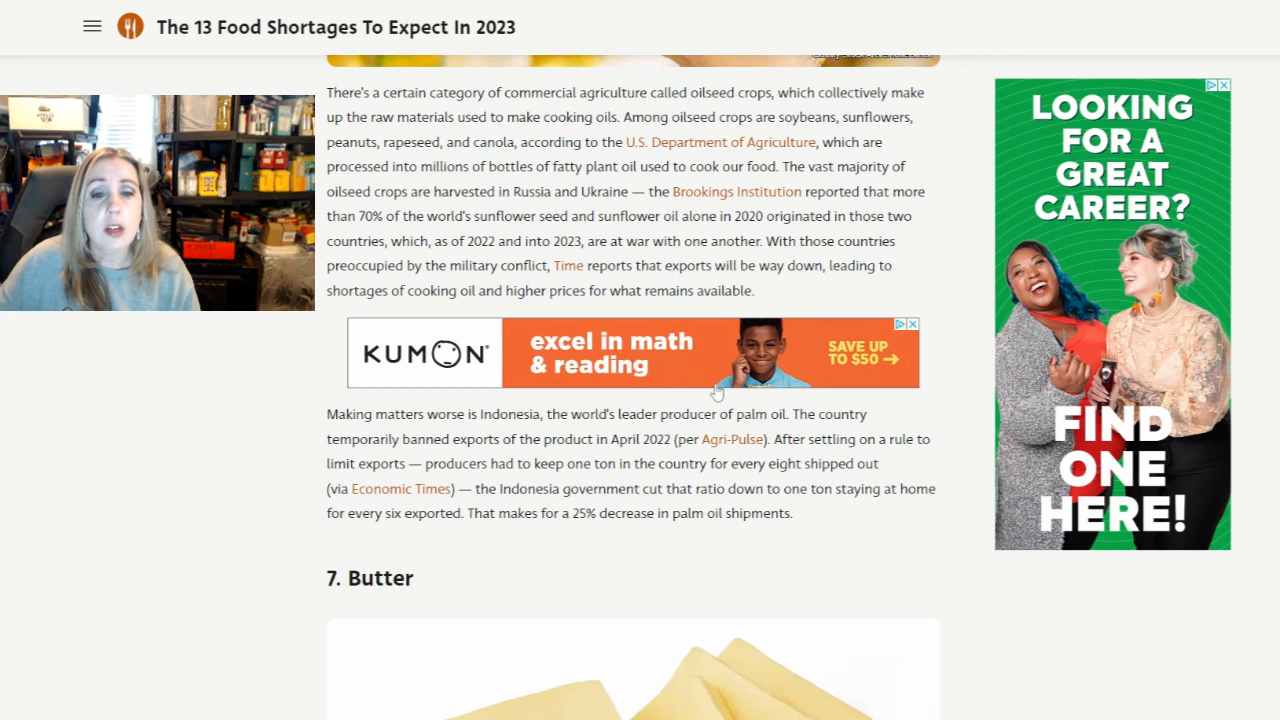 The 13 Food Shortages To Expect In 2023
There's a certain category of commercial agriculture called oilseed crops, which collectively make
up the raw materials used to make cooking oils. Among oilseed crops are soybeans, sunflowers,
peanuts, rapeseed, and canola, according to the U.S. Department of Agriculture, which are
processed into millions of bottles of fatty plant oil used to cook our food. The vast majority of
oilseed crops are harvested in Russia and Ukraine — the Brookings Institution reported that more
than 70% of the world's sunflower seed and sunflower oil alone in 2020 originated in those two
countries, which, as of 2022 and into 2023, are at war with one another. With those countries
preoccupied by the military conflict, Time reports that exports will be way down, leading to
shortages of cooking oil and higher prices for what remains available.
KUMON
excel in math
& reading
SAVE UP
TO $50 →
Making matters worse is Indonesia, the world's leader producer of palm oil. The country
temporarily banned exports of the product in April 2022 (per Agri-Pulse). After settling on a rule to
limit exports — producers had to keep one ton in the country for every eight shipped out
(via Economic Times) — the Indonesia government cut that ratio down to one ton staying at home
for every six exported. That makes for a 25% decrease in palm oil shipments.
7. Butter
LOOKING
FOR A
GREAT
CAREER?
FIND
ONE
HERE!